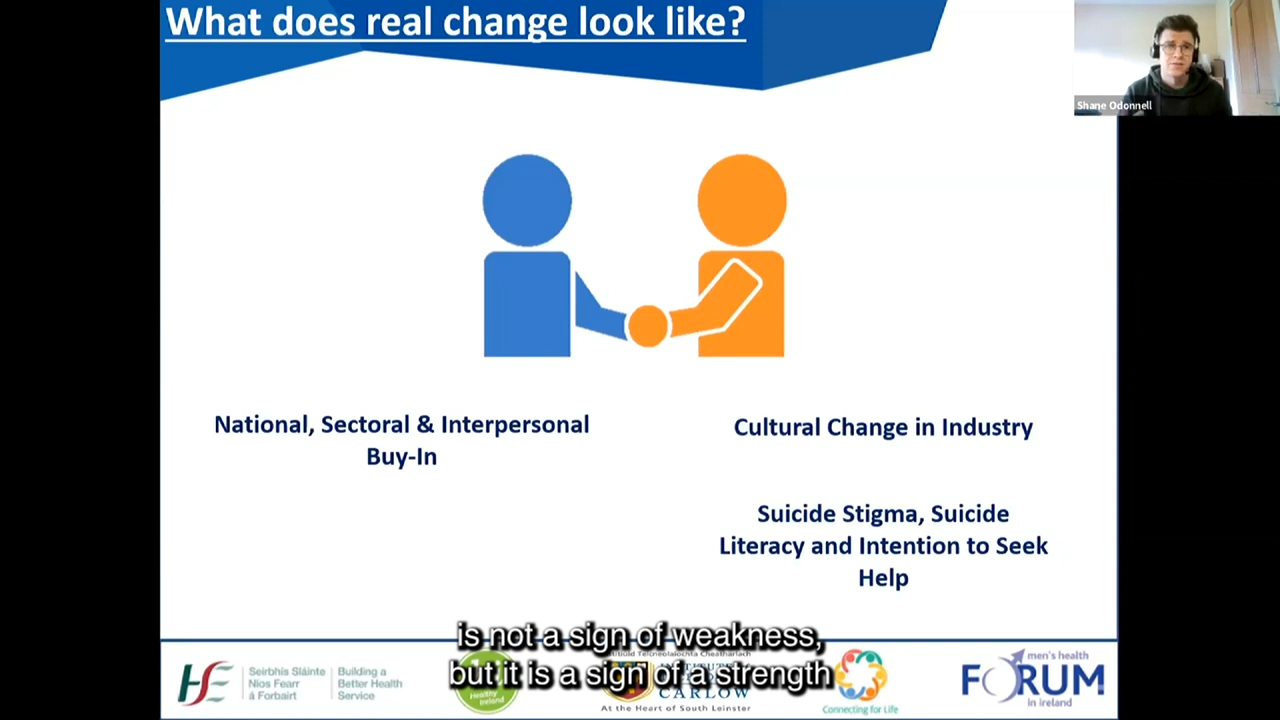 What does real change look like?
Shane Odonnell
National, Sectoral & Interpersonal
Buy-In
Cultural Change in Industry
Suicide Stigma, Suicide
Literacy and Intention to Seek
Help
is not a sign of weakness,
but it is a sign of a strength
Seirbhís Sláinte
Níos Fearr
á Forbairt
Building a
Better Health
Service
Healthy
Ireland
CARLOW
At the Heart of South Leinster
Connecting for Life
men's health
FORUM
in ireland